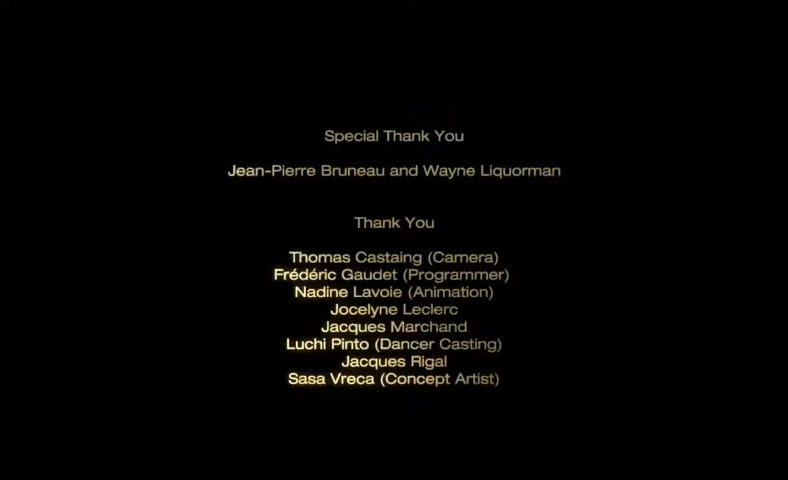 Special Thank You
Jean-Pierre Bruneau and Wayne Liquorman
Thank You
Thomas Castaing (Camera)
Frédéric Gaudet (Programmer)
Nadine Lavoie (Animation)
Jocelyne Leclerc
Jacques Marchand
Luchi Pinto (Dancer Casting)
Jacques Rigal
Sasa Vreca (Concept Artist)